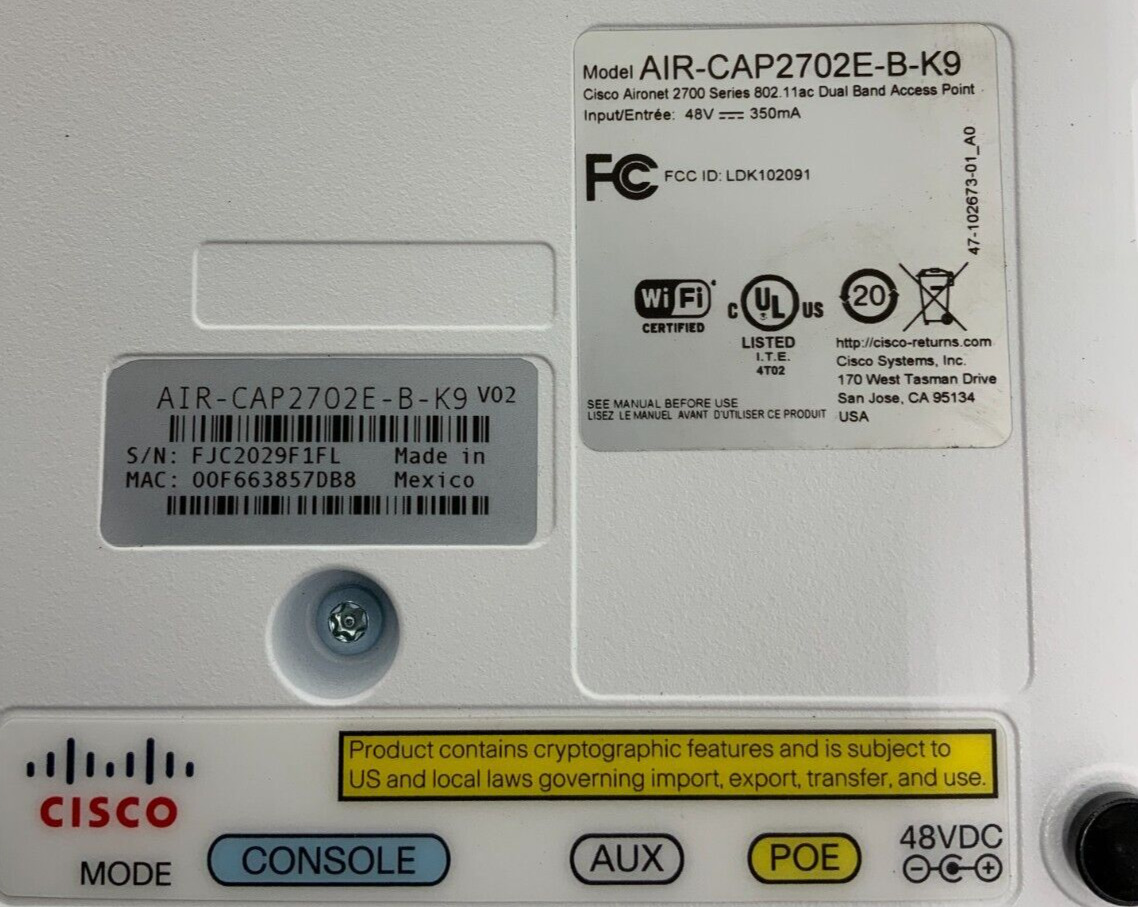 Model AIR-CAP2702E-B-K9
Cisco Aironet 2700 Series 802.11ac Dual Band Access Point
Input/Entrée: 48V ⎓ 350mA
FC FCC ID: LDK102091
47-102673-01_A0
Wi Fi
CERTIFIED
C UL US
LISTED
I.T.E.
4T02
20
http://cisco-returns.com
Cisco Systems, Inc.
170 West Tasman Drive
San Jose, CA 95134
USA
SEE MANUAL BEFORE USE
LISEZ LE MANUEL AVANT D'UTILISER CE PRODUIT
AIR-CAP2702E-B-K9 V02
S/N: FJC2029F1FL Made in
MAC: 00F663857DB8 Mexico
CISCO
Product contains cryptographic features and is subject to
US and local laws governing import, export, transfer, and use.
MODE CONSOLE AUX POE 48VDC